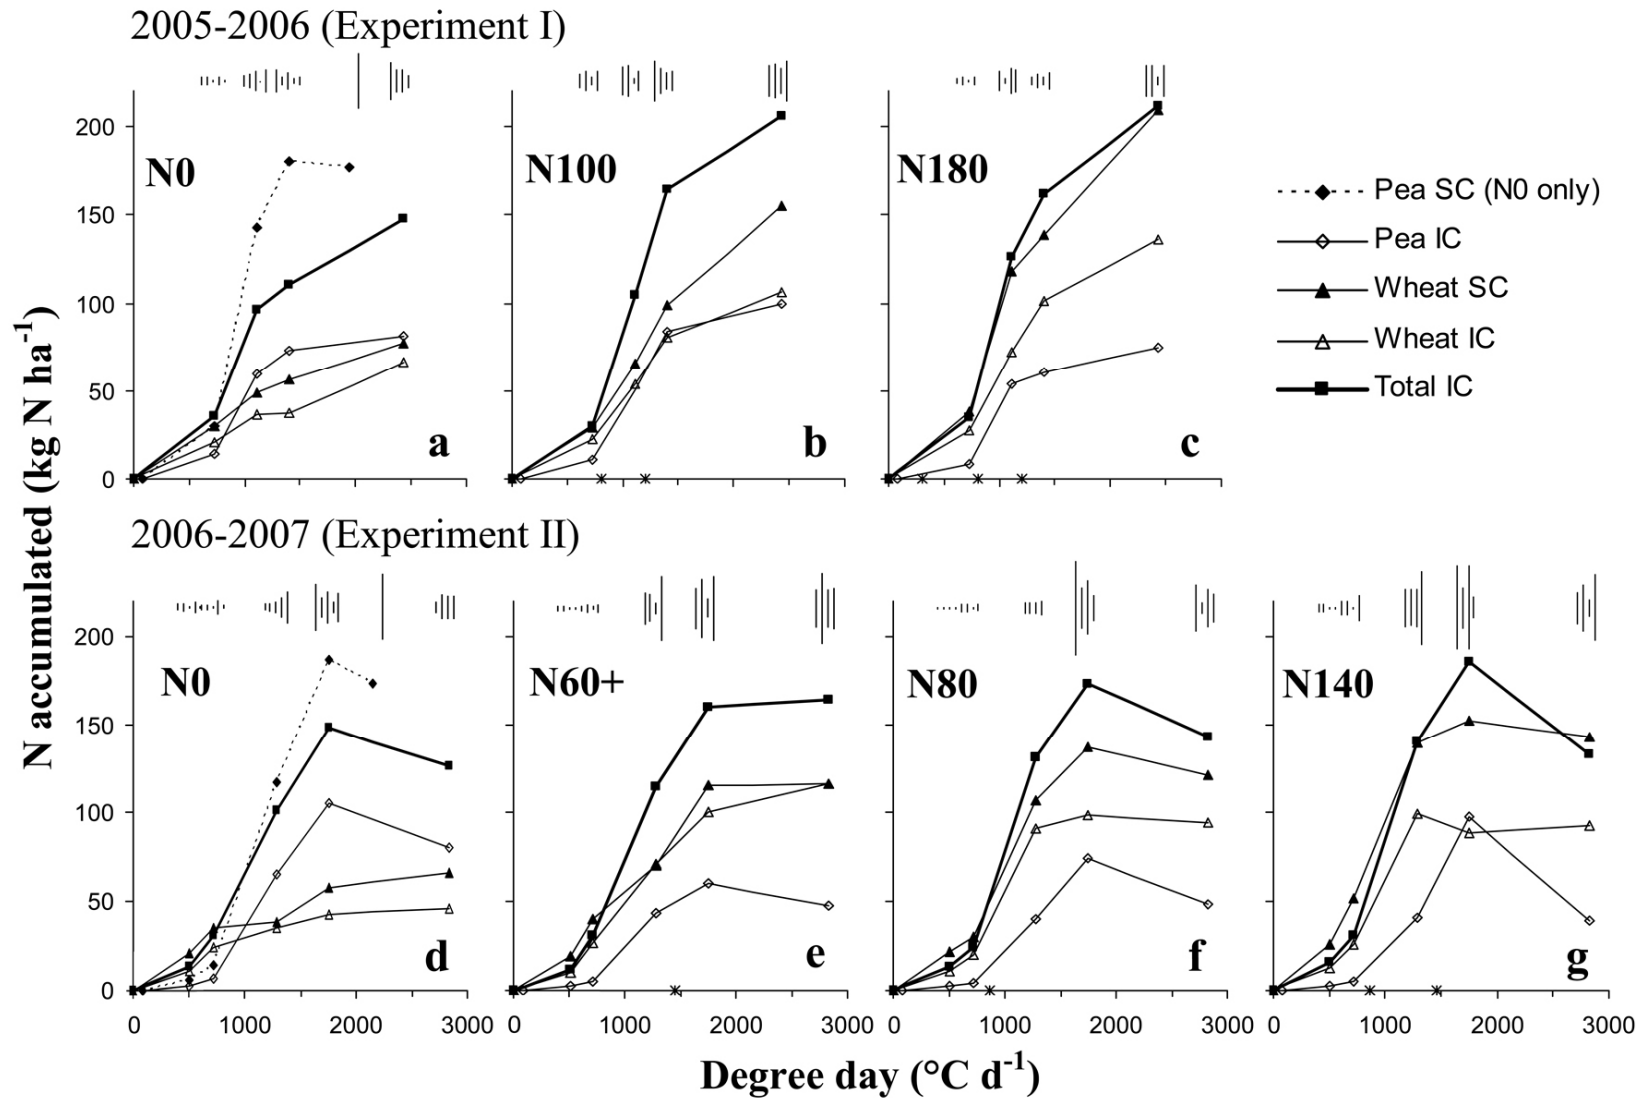 2005-2006 (Experiment I)
N0
N100
N180
200
150
100
50
0
a
b
c
Pea SC (N0 only)
Pea IC
Wheat SC
Wheat IC
Total IC
N accumulated (kg N ha-1)
2006-2007 (Experiment II)
N0
N60+
N80
N140
200
150
100
50
0
d
e
f
g
0 1000 2000 3000
0 1000 2000 3000
0 1000 2000 3000
0 1000 2000 3000
Degree day (°C d-1)